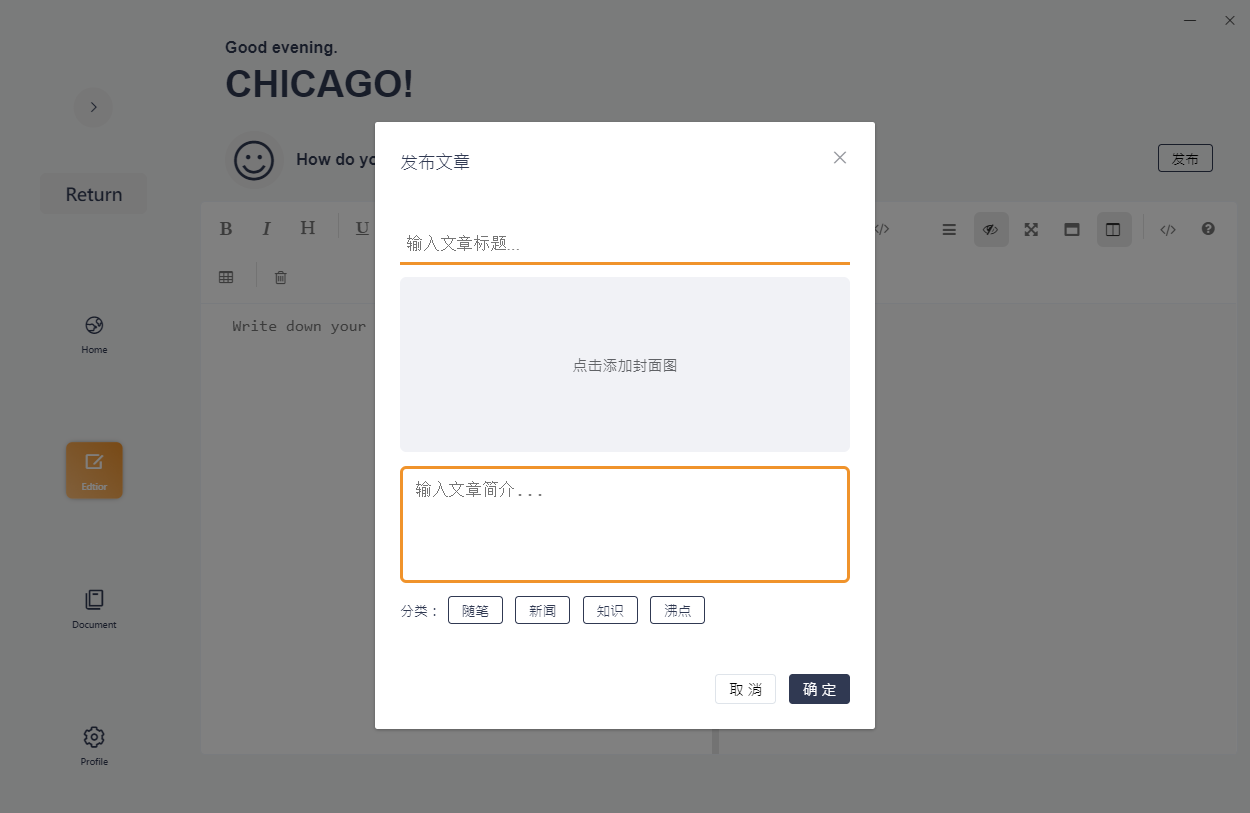 Good evening.
CHICAGO!
How do yo
发布
Return
B I H U
Write down your
Home
Edtior
Document
Profile
发布文章
输入文章标题...
点击添加封面图
输入文章简介...
分类： 随笔 新闻 知识 沸点
取 消 确 定